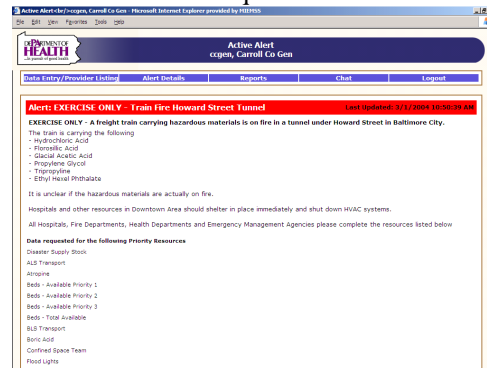 Active Alert<br/>ccgen, Carroll Co Gen - Microsoft Internet Explorer provided by MIEMSS
File Edit View Favorites Tools Help
DEPARTMENT OF
HEALTH
Active Alert
ccgen, Carroll Co Gen
Data Entry/Provider Listing Alert Details Reports Chat Logout
Alert: EXERCISE ONLY - Train Fire Howard Street Tunnel Last Updated: 3/1/2004 10:50:39 AM
EXERCISE ONLY - A freight train carrying hazardous materials is on fire in a tunnel under Howard Street in Baltimore City.
The train is carrying the following
- Hydrochloric Acid
- Florosillic Acid
- Glacial Acetic Acid
- Propylene Glycol
- Tripropyline
- Ethyl Hexel Phthalate
It is unclear if the hazardous materials are actually on fire.
Hospitals and other resources in Downtown Area should shelter in place immediately and shut down HVAC systems.
All Hospitals, Fire Departments, Health Departments and Emergency Management Agencies please complete the resources listed below
Data requested for the following Priority Resources
Disaster Supply Stock
ALS Transport
Atropine
Beds - Available Priority 1
Beds - Available Priority 2
Beds - Available Priority 3
Beds - Total Available
BLS Transport
Boric Acid
Confined Space Team
Flood Lights